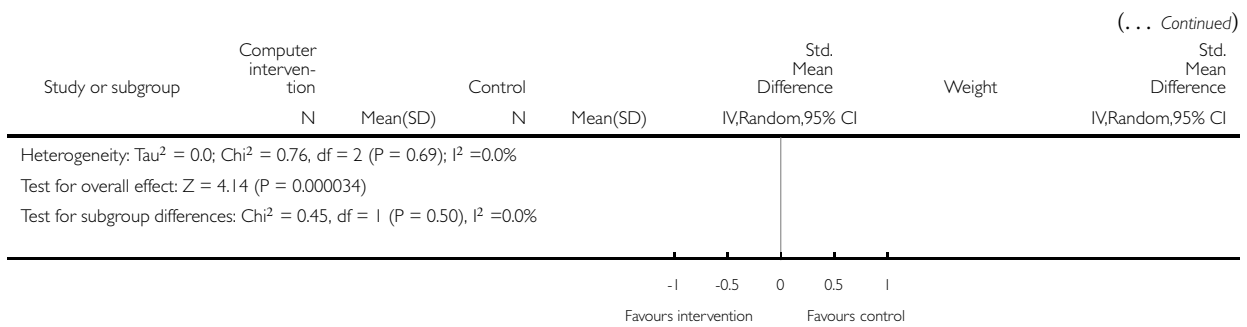 (... Continued)
Study or subgroup Computer interven- tion Control Std. Mean Difference Weight Std. Mean Difference
N Mean(SD) N Mean(SD) IV,Random,95% CI IV,Random,95% CI
Heterogeneity: Tau² = 0.0; Chi² = 0.76, df = 2 (P = 0.69); I² =0.0%
Test for overall effect: Z = 4.14 (P = 0.000034)
Test for subgroup differences: Chi² = 0.45, df = 1 (P = 0.50), I² =0.0%
-1 -0.5 0 0.5 1
Favours intervention Favours control